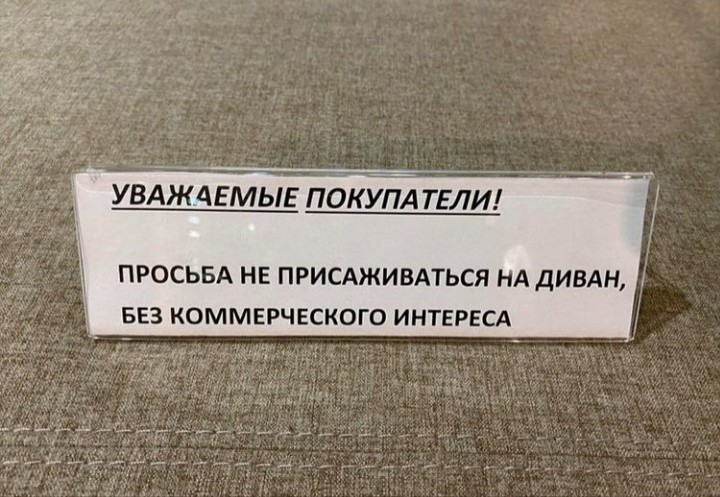 УВАЖАЕМЫЕ ПОКУПАТЕЛИ!
ПРОСЬБА НЕ ПРИСАЖИВАТЬСЯ НА ДИВАН,
БЕЗ КОММЕРЧЕСКОГО ИНТЕРЕСА